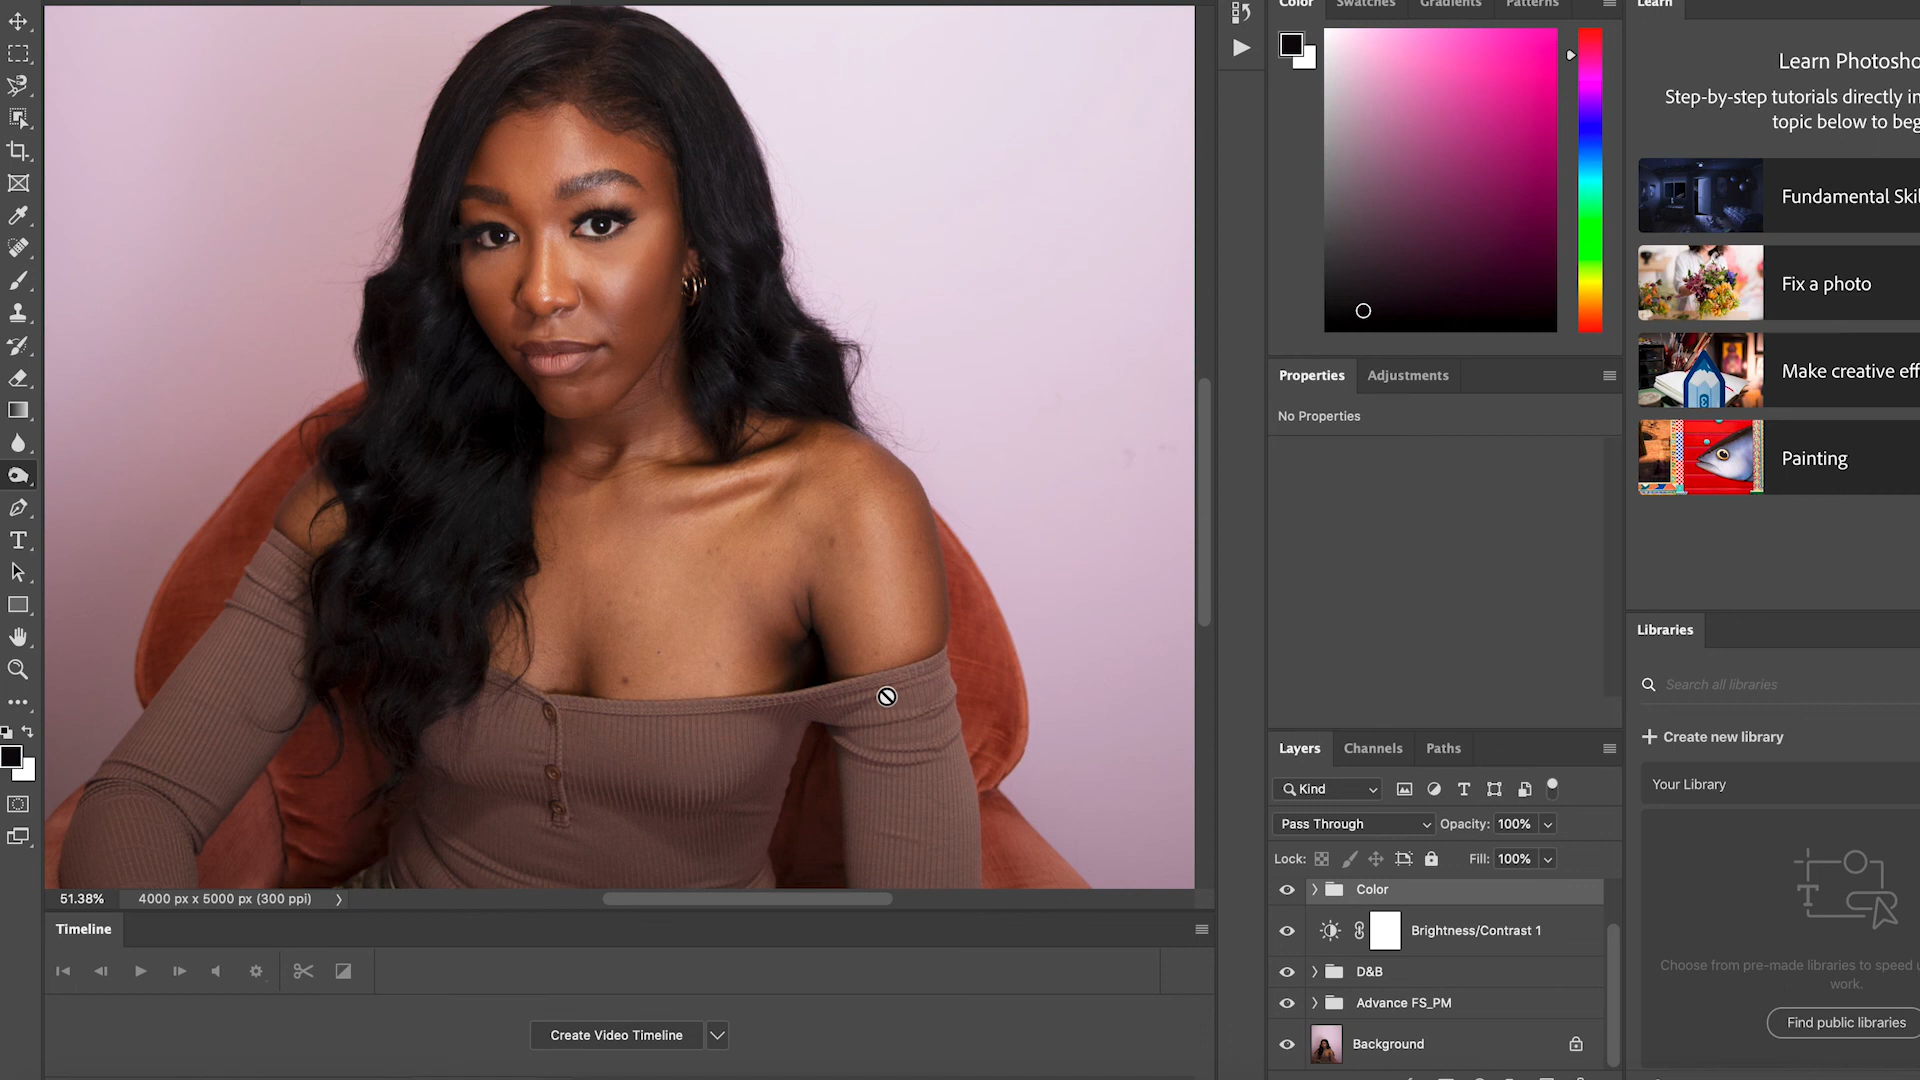 Color Swatches Gradients Patterns
Learn
Learn Photosho
Step-by-step tutorials directly in
topic below to beg
Fundamental Skil
Fix a photo
Make creative eff
Painting
Properties Adjustments
No Properties
Libraries
Search all libraries
Create new library
Your Library
Choose from pre-made libraries to speed u
work.
Find public libraries
Layers Channels Paths
Kind
Pass Through Opacity: 100%
Lock: Fill: 100%
Color
Brightness/Contrast 1
D&B
Advance FS_PM
Background
51.38% 4000 px x 5000 px (300 ppi)
Timeline
Create Video Timeline